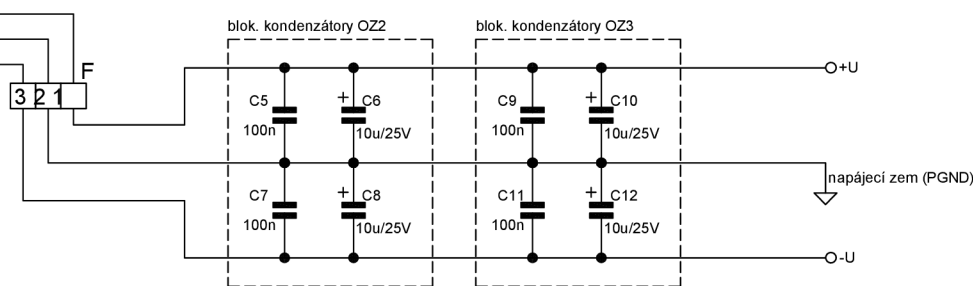 blok. kondenzátory OZ2
blok. kondenzátory OZ3
F
3 2 1
+U
C5
100n
+
C6
10u/25V
C9
100n
+
C10
10u/25V
napájecí zem (PGND)
C7
100n
+
C8
10u/25V
C11
100n
+
C12
10u/25V
-U